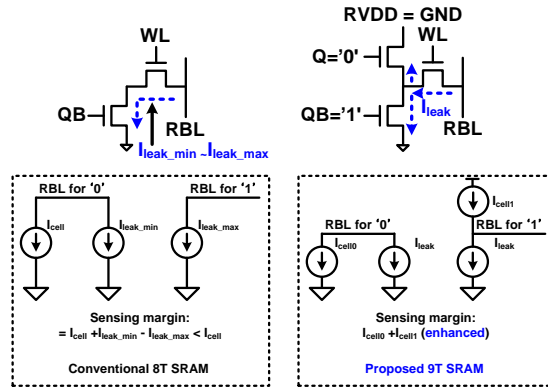 WL
QB
RBL
Ileak_min ~Ileak_max
RVDD = GND
WL
Q='0'
QB='1'
Ileak
RBL
RBL for '0'
RBL for '1'
Icell
Ileak_min
Ileak_max
Sensing margin:
= Icell +Ileak_min - Ileak_max < Icell
Conventional 8T SRAM
Icell1
RBL for '0'
RBL for '1'
Icell0
Ileak
Ileak
Sensing margin:
Icell0 +Icell1 (enhanced)
Proposed 9T SRAM